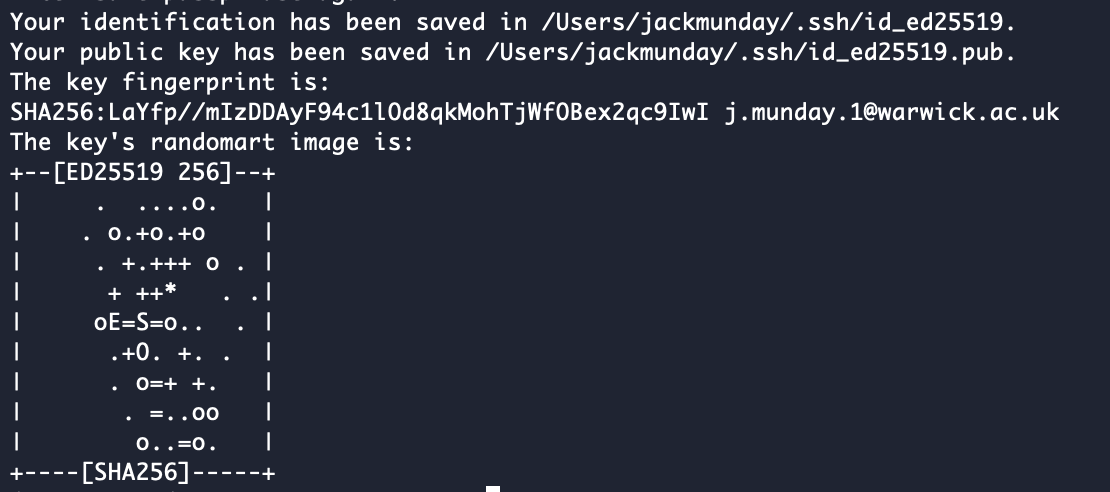 Your identification has been saved in /Users/jackmunday/.ssh/id_ed25519.
Your public key has been saved in /Users/jackmunday/.ssh/id_ed25519.pub.
The key fingerprint is:
SHA256:LaYfp//mIzDDAyF94c1lOd8qkMohTjWfOBex2qc9IwI j.munday.1@warwick.ac.uk
The key's randomart image is:
+--[ED25519 256]--+
|     .  ....o.   |
|    . o.+o.+o    |
|     . +.+++ o . |
|      + ++*   . .|
|     oE=S=o..  . |
|      .+O. +. .  |
|      . o=+ +.   |
|       . =..oo   |
|        o..=o.   |
+----[SHA256]-----+